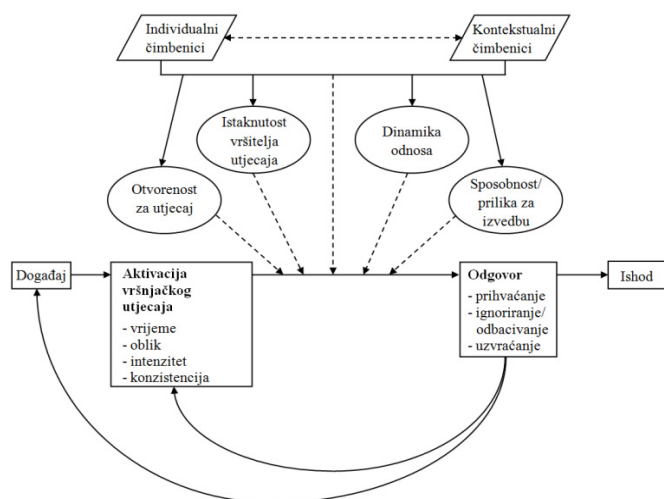 Individualni
čimbenici
Kontekstualni
čimbenici
Istaknutost
vršitelja
utjecaja
Dinamika
odnosa
Otvorenost
za utjecaj
Sposobnost/
prilika za
izvedbu
Događaj
Aktivacija
vršnjačkog
utjecaja
- vrijeme
- oblik
- intenzitet
- konzistencija
Odgovor
- prihvaćanje
- ignoriranje/
odbacivanje
- uzvraćanje
Ishod